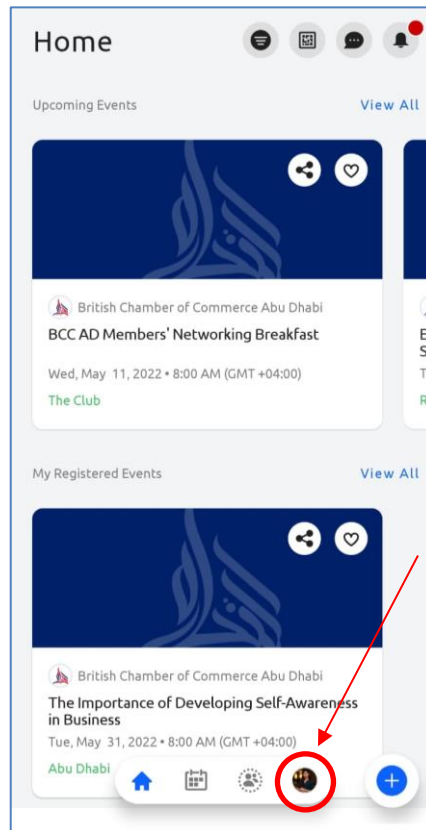 Home
Upcoming Events
View All
British Chamber of Commerce Abu Dhabi
BCC AD Members' Networking Breakfast
Wed, May 11, 2022 • 8:00 AM (GMT +04:00)
The Club
E
S
T
R
My Registered Events
View All
British Chamber of Commerce Abu Dhabi
The Importance of Developing Self-Awareness
in Business
Tue, May 31, 2022 • 8:00 AM (GMT +04:00)
Abu Dhabi